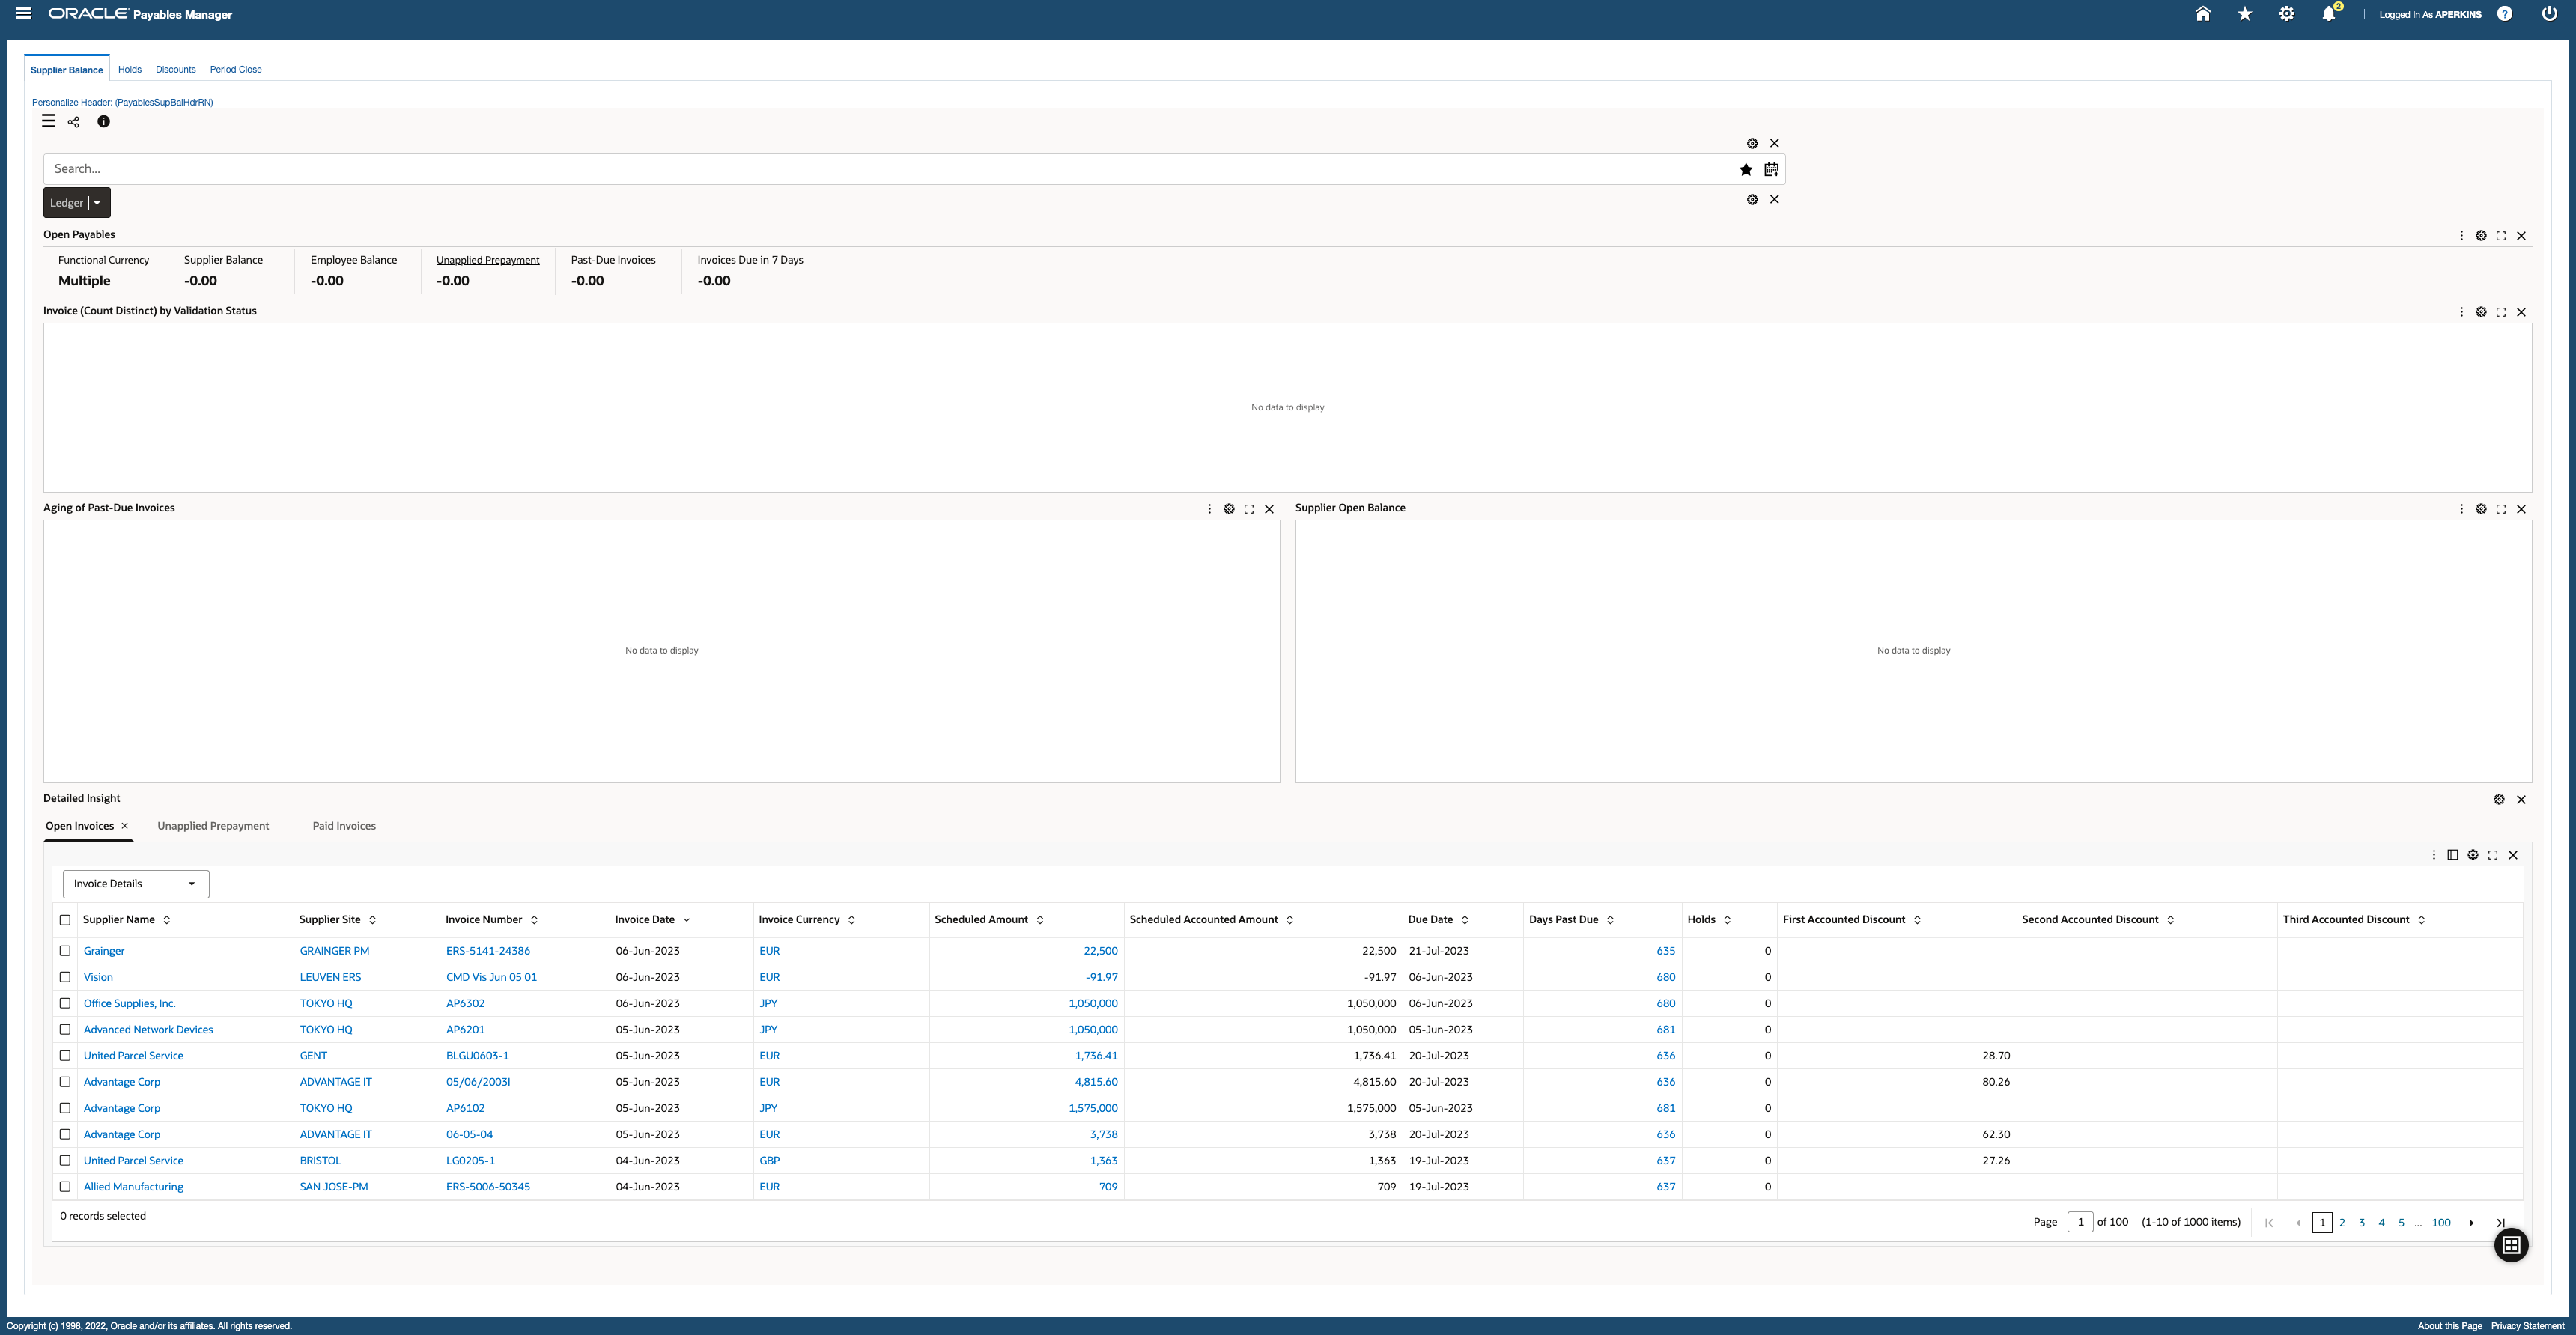 ORACLE Payables Manager
2
Logged In As APERKINS
Supplier Balance Holds Discounts Period Close
Personalize Header: (PayablesSupBalHdrRN)
Search...
Ledger
Open Payables
Functional Currency Supplier Balance Employee Balance Unapplied Prepayment Past-Due Invoices Invoices Due in 7 Days
Multiple -0.00 -0.00 -0.00 -0.00 -0.00
Invoice (Count Distinct) by Validation Status
No data to display
Aging of Past-Due Invoices Supplier Open Balance
No data to display No data to display
Detailed Insight
Open Invoices Unapplied Prepayment Paid Invoices
Invoice Details
Supplier Name Supplier Site Invoice Number Invoice Date Invoice Currency Scheduled Amount Scheduled Accounted Amount Due Date Days Past Due Holds First Accounted Discount Second Accounted Discount Third Accounted Discount
Grainger GRAINGER PM ERS-5141-24386 06-Jun-2023 EUR 22,500 22,500 21-Jul-2023 635 0
Vision LEUVEN ERS CMD Vis Jun 05 01 06-Jun-2023 EUR -91.97 -91.97 06-Jun-2023 680 0
Office Supplies, Inc. TOKYO HQ AP6302 06-Jun-2023 JPY 1,050,000 1,050,000 06-Jun-2023 680 0
Advanced Network Devices TOKYO HQ AP6201 05-Jun-2023 JPY 1,050,000 1,050,000 05-Jun-2023 681 0
United Parcel Service GENT BLGU0603-1 05-Jun-2023 EUR 1,736.41 1,736.41 20-Jul-2023 636 0 28.70
Advantage Corp ADVANTAGE IT 05/06/2003I 05-Jun-2023 EUR 4,815.60 4,815.60 20-Jul-2023 636 0 80.26
Advantage Corp TOKYO HQ AP6102 05-Jun-2023 JPY 1,575,000 1,575,000 05-Jun-2023 681 0
Advantage Corp ADVANTAGE IT 06-05-04 05-Jun-2023 EUR 3,738 3,738 20-Jul-2023 636 0 62.30
United Parcel Service BRISTOL LG0205-1 04-Jun-2023 GBP 1,363 1,363 19-Jul-2023 637 0 27.26
Allied Manufacturing SAN JOSE-PM ERS-5006-50345 04-Jun-2023 EUR 709 709 19-Jul-2023 637 0
0 records selected
Page 1 of 100 (1-10 of 1000 items) 1 2 3 4 5 ... 100
Copyright (c) 1998, 2022, Oracle and/or its affiliates. All rights reserved.
About this Page Privacy Statement